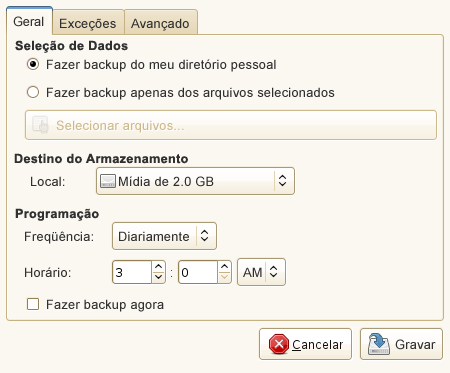 Geral Exceções Avançado
Seleção de Dados
Fazer backup do meu diretório pessoal
Fazer backup apenas dos arquivos selecionados
Selecionar arquivos...
Destino do Armazenamento
Local: Mídia de 2.0 GB
Programação
Freqüência: Diariamente
Horário: 3 : 0 AM
Fazer backup agora
Cancelar Gravar